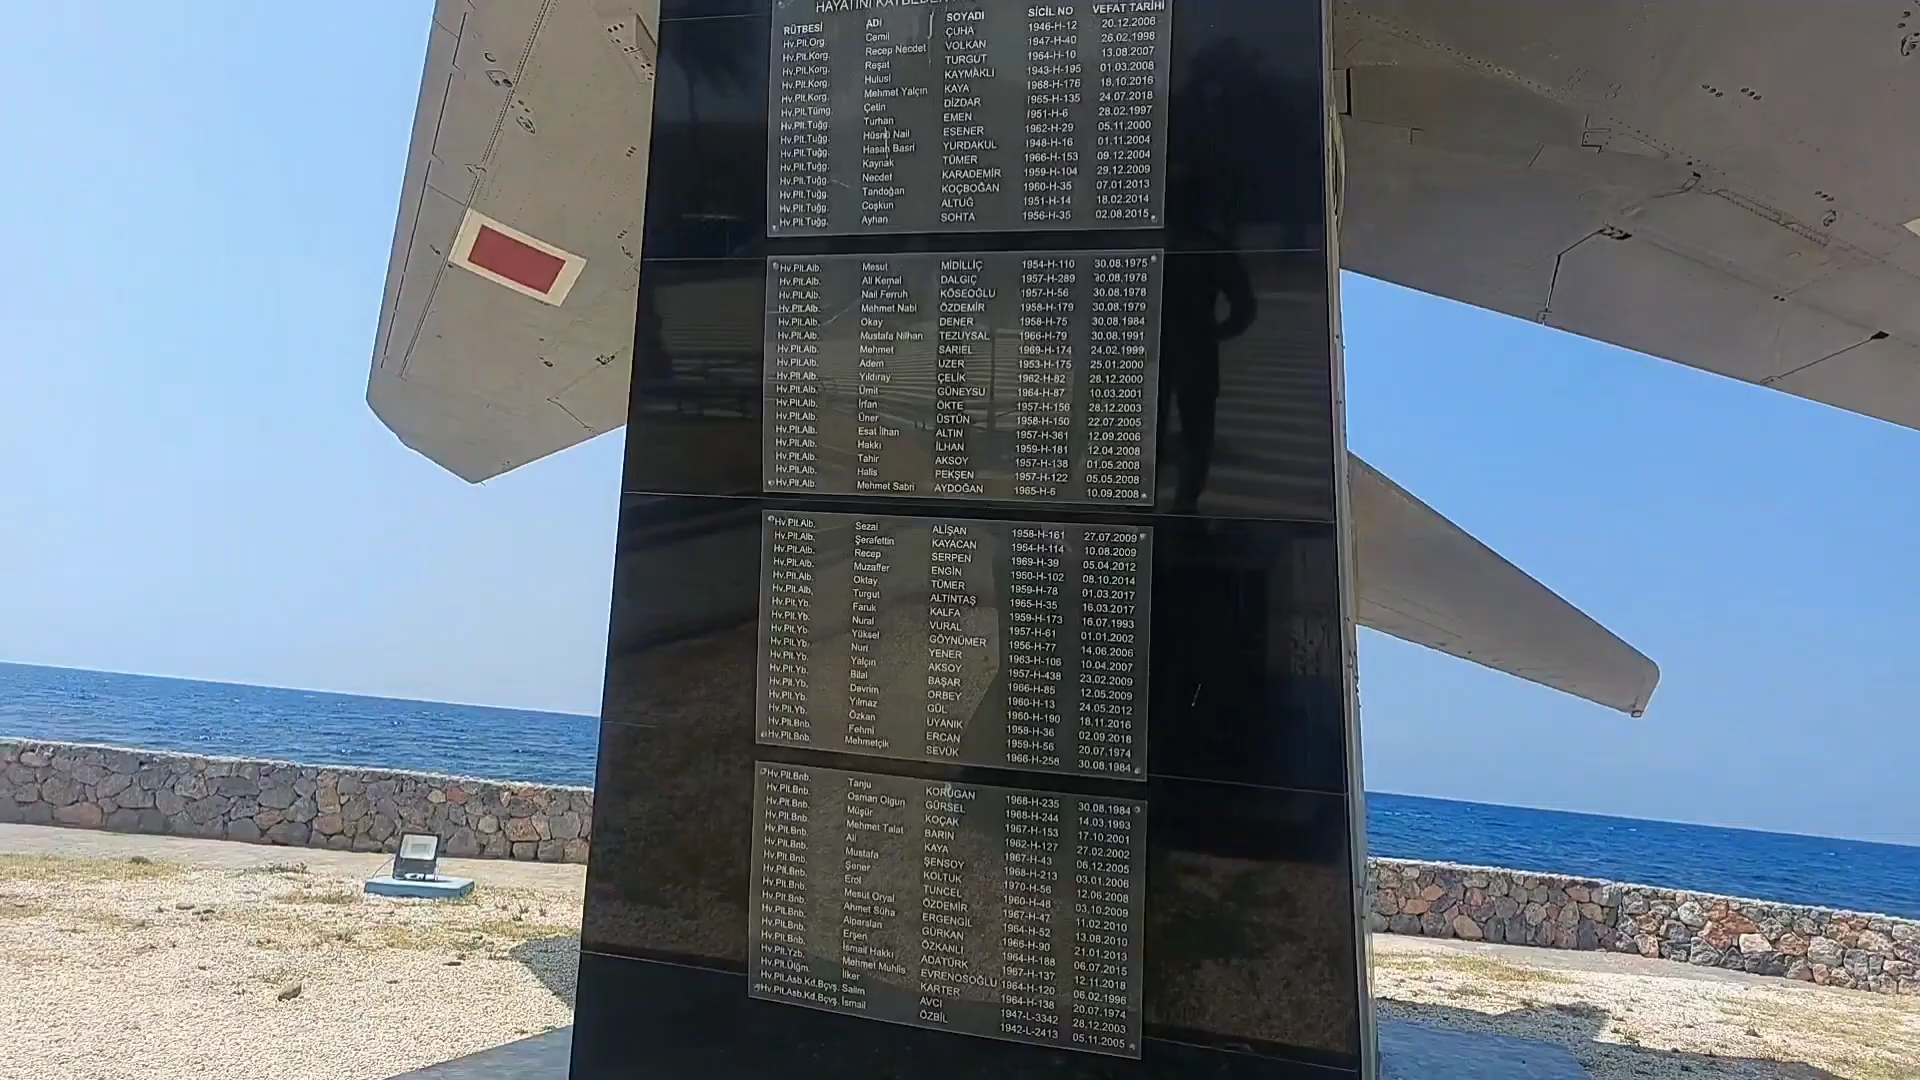 HAYATINI KAYBEDEN
RÜTBESİ ADI SOYADI SİCİL NO VEFAT TARİHİ
Hv.Plt.Org. Cemil ÇUHA 1946-H-12 20.12.2006
Hv.Plt.Korg. Recep Necdet VOLKAN 1947-H-40 26.02.1998
Hv.Plt.Korg. Reşat TURGUT 1964-H-10 13.08.2007
Hv.Plt.Korg. Hulusi KAYMAKLI 1943-H-195 01.03.2008
Hv.Plt.Korg. Mehmet Yalçın KAYA 1968-H-176 18.10.2016
Hv.Plt.Tümg. Çetin DİZDAR 1965-H-135 24.07.2018
Hv.Plt.Tuğg. Turhan EMEN 1951-H-6 28.02.1997
Hv.Plt.Tuğg. Hüsnü Nail ESENER 1962-H-29 05.11.2000
Hv.Plt.Tuğg. Hasan Basri YURDAKUL 1948-H-16 01.11.2004
Hv.Plt.Tuğg. Kaynak TÜMER 1966-H-153 09.12.2004
Hv.Plt.Tuğg. Necdet KARADEMİR 1959-H-104 29.12.2009
Hv.Plt.Tuğg. Tandoğan KOÇBOĞAN 1960-H-35 07.01.2013
Hv.Plt.Tuğg. Coşkun ALTUĞ 1951-H-14 18.02.2014
Hv.Plt.Tuğg. Ayhan SOHTA 1956-H-35 02.08.2015
Hv.Plt.Alb. Mesut MİDİLLİÇ 1954-H-110 30.08.1975
Hv.Plt.Alb. Ali Kemal DALGIÇ 1957-H-289 30.08.1978
Hv.Plt.Alb. Nail Ferruh KÖSEOĞLU 1957-H-56 30.08.1978
Hv.Plt.Alb. Mehmet Nabi ÖZDEMİR 1958-H-179 30.08.1979
Hv.Plt.Alb. Okay DENER 1958-H-75 30.08.1984
Hv.Plt.Alb. Mustafa Nilhan TEZUYSAL 1966-H-79 30.08.1991
Hv.Plt.Alb. Mehmet SARIEL 1969-H-174 24.02.1999
Hv.Plt.Alb. Adem UZER 1953-H-175 25.01.2000
Hv.Plt.Alb. Yıldıray ÇELİK 1962-H-82 28.12.2000
Hv.Plt.Alb. Ümit GÜNEYSU 1964-H-87 10.03.2001
Hv.Plt.Alb. İrfan ÖKTE 1957-H-156 28.12.2003
Hv.Plt.Alb. Üner ÜSTÜN 1958-H-150 22.07.2005
Hv.Plt.Alb. Esat İlhan ALTIN 1957-H-361 12.09.2006
Hv.Plt.Alb. Hakkı İLHAN 1959-H-181 12.04.2008
Hv.Plt.Alb. Tahir AKSOY 1957-H-138 01.05.2008
Hv.Plt.Alb. Halis PEKŞEN 1957-H-122 05.05.2008
Hv.Plt.Alb. Mehmet Sabri AYDOĞAN 1965-H-6 10.09.2008
Hv.Plt.Alb. Sezai ALİŞAN 1958-H-161 27.07.2009
Hv.Plt.Alb. Şerafettin KAYACAN 1954-H-114 10.08.2009
Hv.Plt.Alb. Recep SERPEN 1969-H-39 05.04.2012
Hv.Plt.Alb. Muzaffer ENGİN 1950-H-102 08.10.2014
Hv.Plt.Alb. Oktay TÜMER 1959-H-78 01.03.2017
Hv.Plt.Alb. Turgut ALTINTAŞ 1965-H-35 16.03.2017
Hv.Plt.Yb. Faruk KALFA 1959-H-173 16.07.1993
Hv.Plt.Yb. Nural VURAL 1957-H-61 01.01.2002
Hv.Plt.Yb. Yüksel GÖYNÜMER 1956-H-77 14.06.2006
Hv.Plt.Yb. Nuri YENER 1963-H-106 10.04.2007
Hv.Plt.Yb. Yalçın AKSOY 1957-H-438 23.02.2009
Hv.Plt.Yb. Bilal BAŞAR 1966-H-85 12.05.2009
Hv.Plt.Yb. Devrim ORBEY 1960-H-13 24.05.2012
Hv.Plt.Yb. Yılmaz GÜL 1960-H-190 18.11.2016
Hv.Plt.Yb. Özkan UYANIK 1958-H-36 02.09.2018
Hv.Plt.Bnb. Fehmi ERCAN 1959-H-56 20.07.1974
Hv.Plt.Bnb. Mehmetçik SEVÜK 1966-H-258 30.08.1984
Hv.Plt.Bnb. Tanju KORUGAN 1968-H-235 30.08.1984
Hv.Plt.Bnb. Osman Olgun GÜRSEL 1968-H-244 14.03.1993
Hv.Plt.Bnb. Müşür KOÇAK 1967-H-153 17.10.2001
Hv.Plt.Bnb. Mehmet Talat BARIN 1962-H-127 27.02.2002
Hv.Plt.Bnb. Ali KAYA 1967-H-43 06.12.2005
Hv.Plt.Bnb. Mustafa ŞENSOY 1968-H-213 03.01.2006
Hv.Plt.Bnb. Şener KOLTUK 1970-H-56 12.06.2008
Hv.Plt.Bnb. Erol TUNCEL 1960-H-48 03.10.2009
Hv.Plt.Bnb. Mesut Oryal ÖZDEMİR 1967-H-47 11.02.2010
Hv.Plt.Bnb. Ahmet Süha ERGENGİL 1964-H-52 13.08.2010
Hv.Plt.Bnb. Alparslan GÜRKAN 1966-H-90 21.01.2013
Hv.Plt.Bnb. Erşen ÖZKANLI 1964-H-188 06.07.2015
Hv.Plt.Bnb. İsmail Hakkı ADATÜRK 1967-H-137 12.11.2018
Hv.Plt.Yzb. Mehmet Muhlis EVRENOSOĞLU 1964-H-120 06.02.1996
Hv.Plt.Ütğm. İlker KARTER 1964-H-138 20.07.1974
Hv.Plt.Asb.Kd.Bçvş. Salim AVCI 1947-L-3342 28.12.2003
Hv.Plt.Asb.Kd.Bçvş. İsmail ÖZBİL 1942-L-2413 05.11.2005